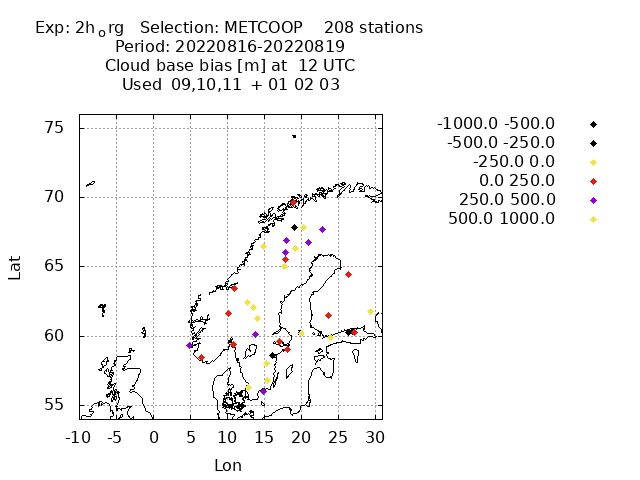 Exp: 2h_org   Selection: METCOOP    208 stations
Period: 20220816-20220819
Cloud base bias [m] at  12 UTC
Used  09,10,11  + 01 02 03
-1000.0 -500.0
-500.0 -250.0
-250.0 0.0
0.0 250.0
250.0 500.0
500.0 1000.0
75
70
65
60
55
Lat
-10 -5 0 5 10 15 20 25 30
Lon